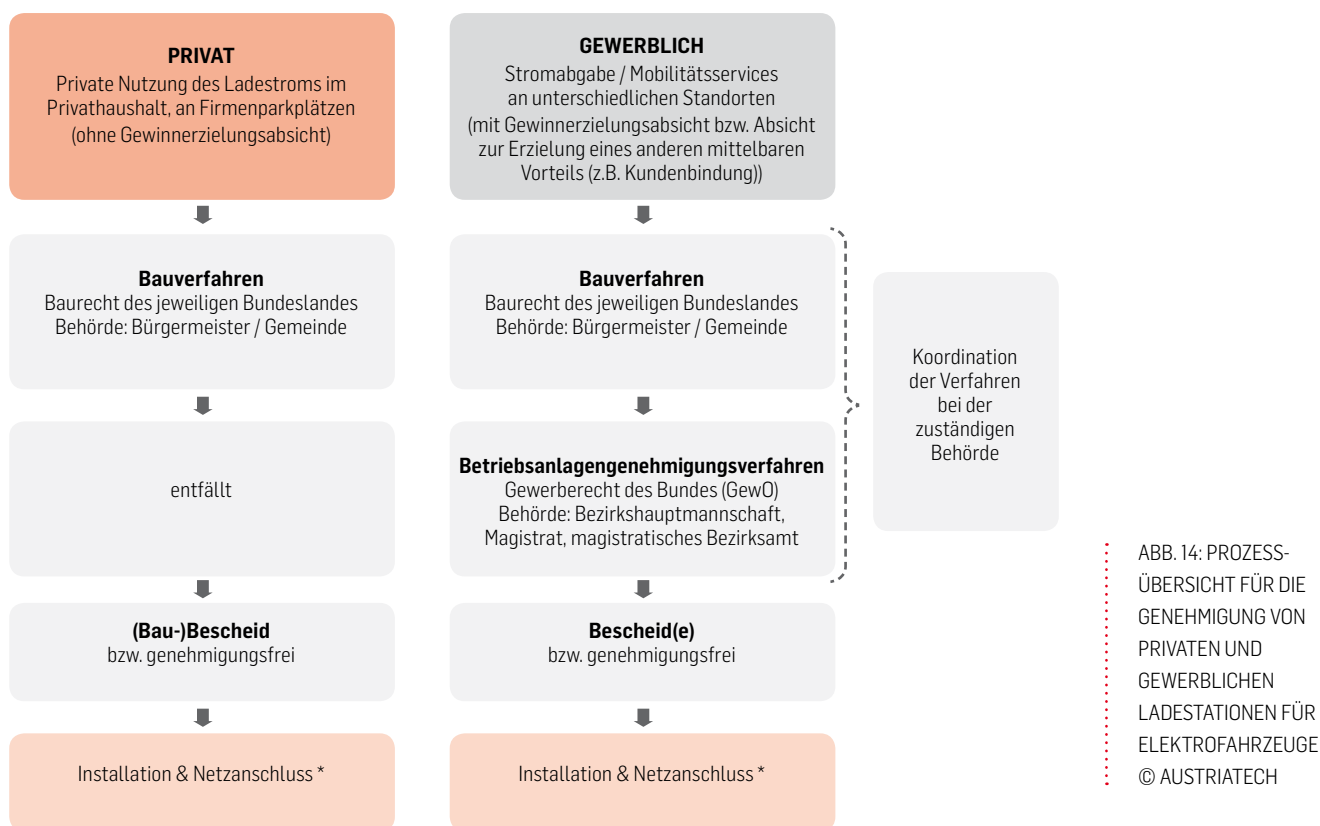 PRIVAT
Private Nutzung des Ladestroms im
Privathaushalt, an Firmenparkplätzen
(ohne Gewinnerzielungsabsicht)
Bauverfahren
Baurecht des jeweiligen Bundeslandes
Behörde: Bürgermeister / Gemeinde
entfällt
(Bau-)Bescheid
bzw. genehmigungsfrei
Installation & Netzanschluss *
GEWERBLICH
Stromabgabe / Mobilitätsservices
an unterschiedlichen Standorten
(mit Gewinnerzielungsabsicht bzw. Absicht
zur Erzielung eines anderen mittelbaren
Vorteils (z.B. Kundenbindung))
Bauverfahren
Baurecht des jeweiligen Bundeslandes
Behörde: Bürgermeister / Gemeinde
Betriebsanlagengenehmigungsverfahren
Gewerberecht des Bundes (GewO)
Behörde: Bezirkshauptmannschaft,
Magistrat, magistratisches Bezirksamt
Bescheid(e)
bzw. genehmigungsfrei
Installation & Netzanschluss *
Koordination
der Verfahren
bei der
zuständigen
Behörde
ABB. 14: PROZESS-
ÜBERSICHT FÜR DIE
GENEHMIGUNG VON
PRIVATEN UND
GEWERBLICHEN
LADESTATIONEN FÜR
ELEKTROFAHRZEUGE
© AUSTRIATECH